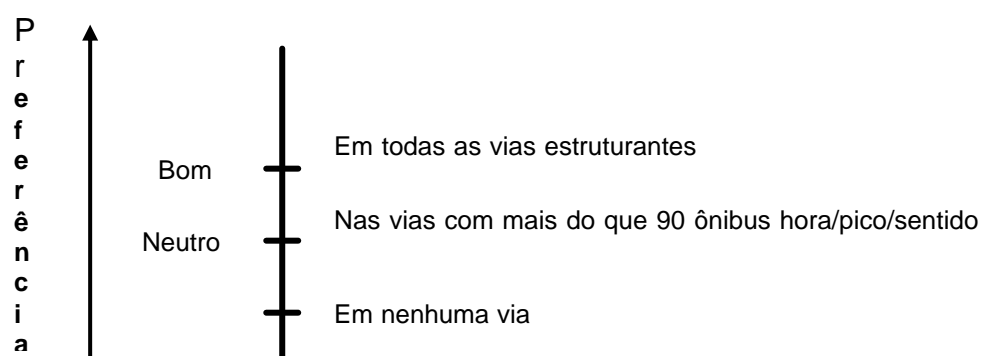 Preferência
Em todas as vias estruturantes
Bom
Nas vias com mais do que 90 ônibus hora/pico/sentido
Neutro
Em nenhuma via